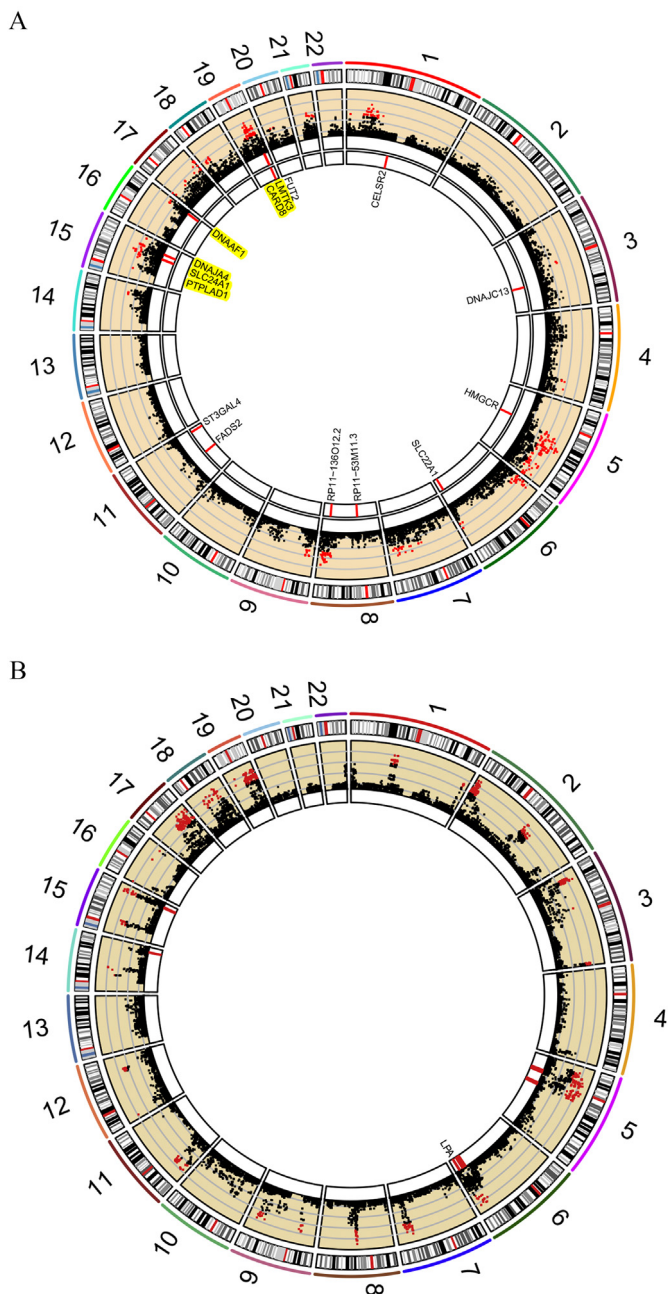 A
1
2
3
4
5
6
7
8
9
10
11
12
13
14
15
16
17
18
19
20
21
22
CELSR2
DNAJC13
HMGCR
SLC22A1
RP11-53M11.3
RP11-136O12.2
FADS2
ST3GAL4
PTPLAD1
SLC24A1
DNAJA4
DNAAF1
CARD8
LMTK3
FUT2
B
1
2
3
4
5
6
7
8
9
10
11
12
13
14
15
16
17
18
19
20
21
22
LPA